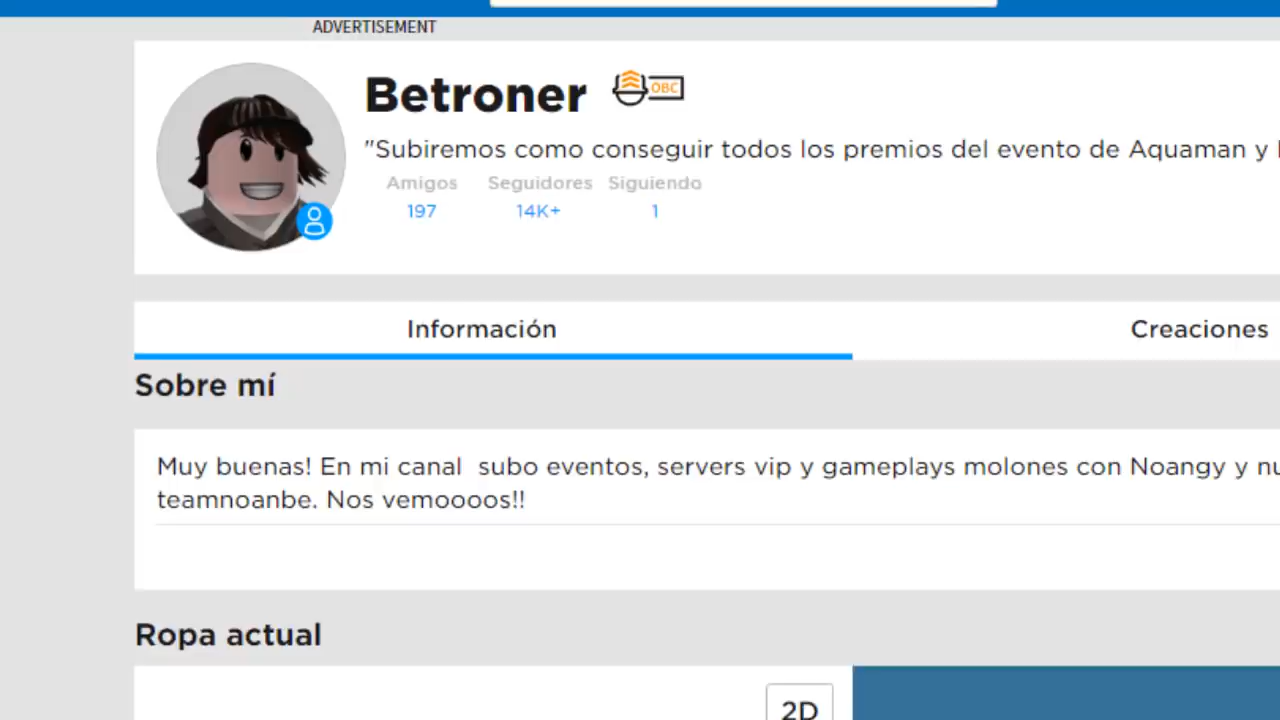 ADVERTISEMENT
Betroner
OBC
"Subiremos como conseguir todos los premios del evento de Aquaman y
Amigos Seguidores Siguiendo
197 14K+ 1
Información Creaciones
Sobre mí
Muy buenas! En mi canal subo eventos, servers vip y gameplays molones con Noangy y
teamnoanbe. Nos vemoooos!!
Ropa actual
2D